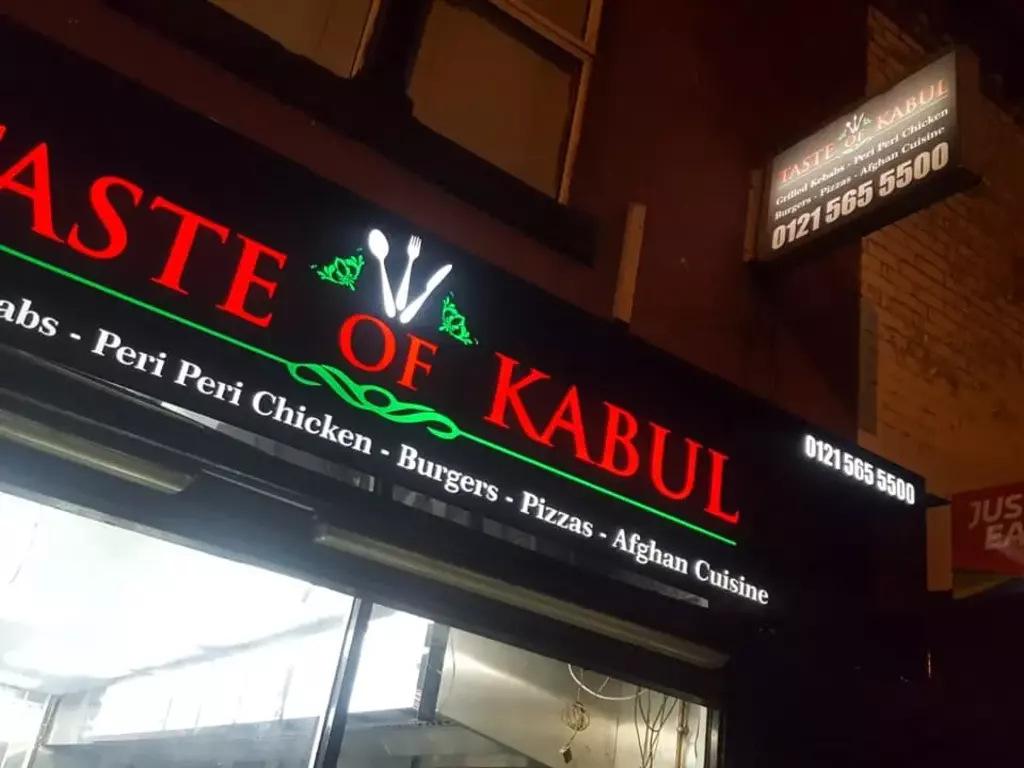 TASTE OF KABUL
abs - Peri Peri Chicken - Burgers - Pizzas - Afghan Cuisine
0121 565 5500
TASTE OF KABUL
Grilled Kebabs - Peri Peri Chicken
Burgers - Pizzas - Afghan Cuisine
0121 565 5500
JUS
EA